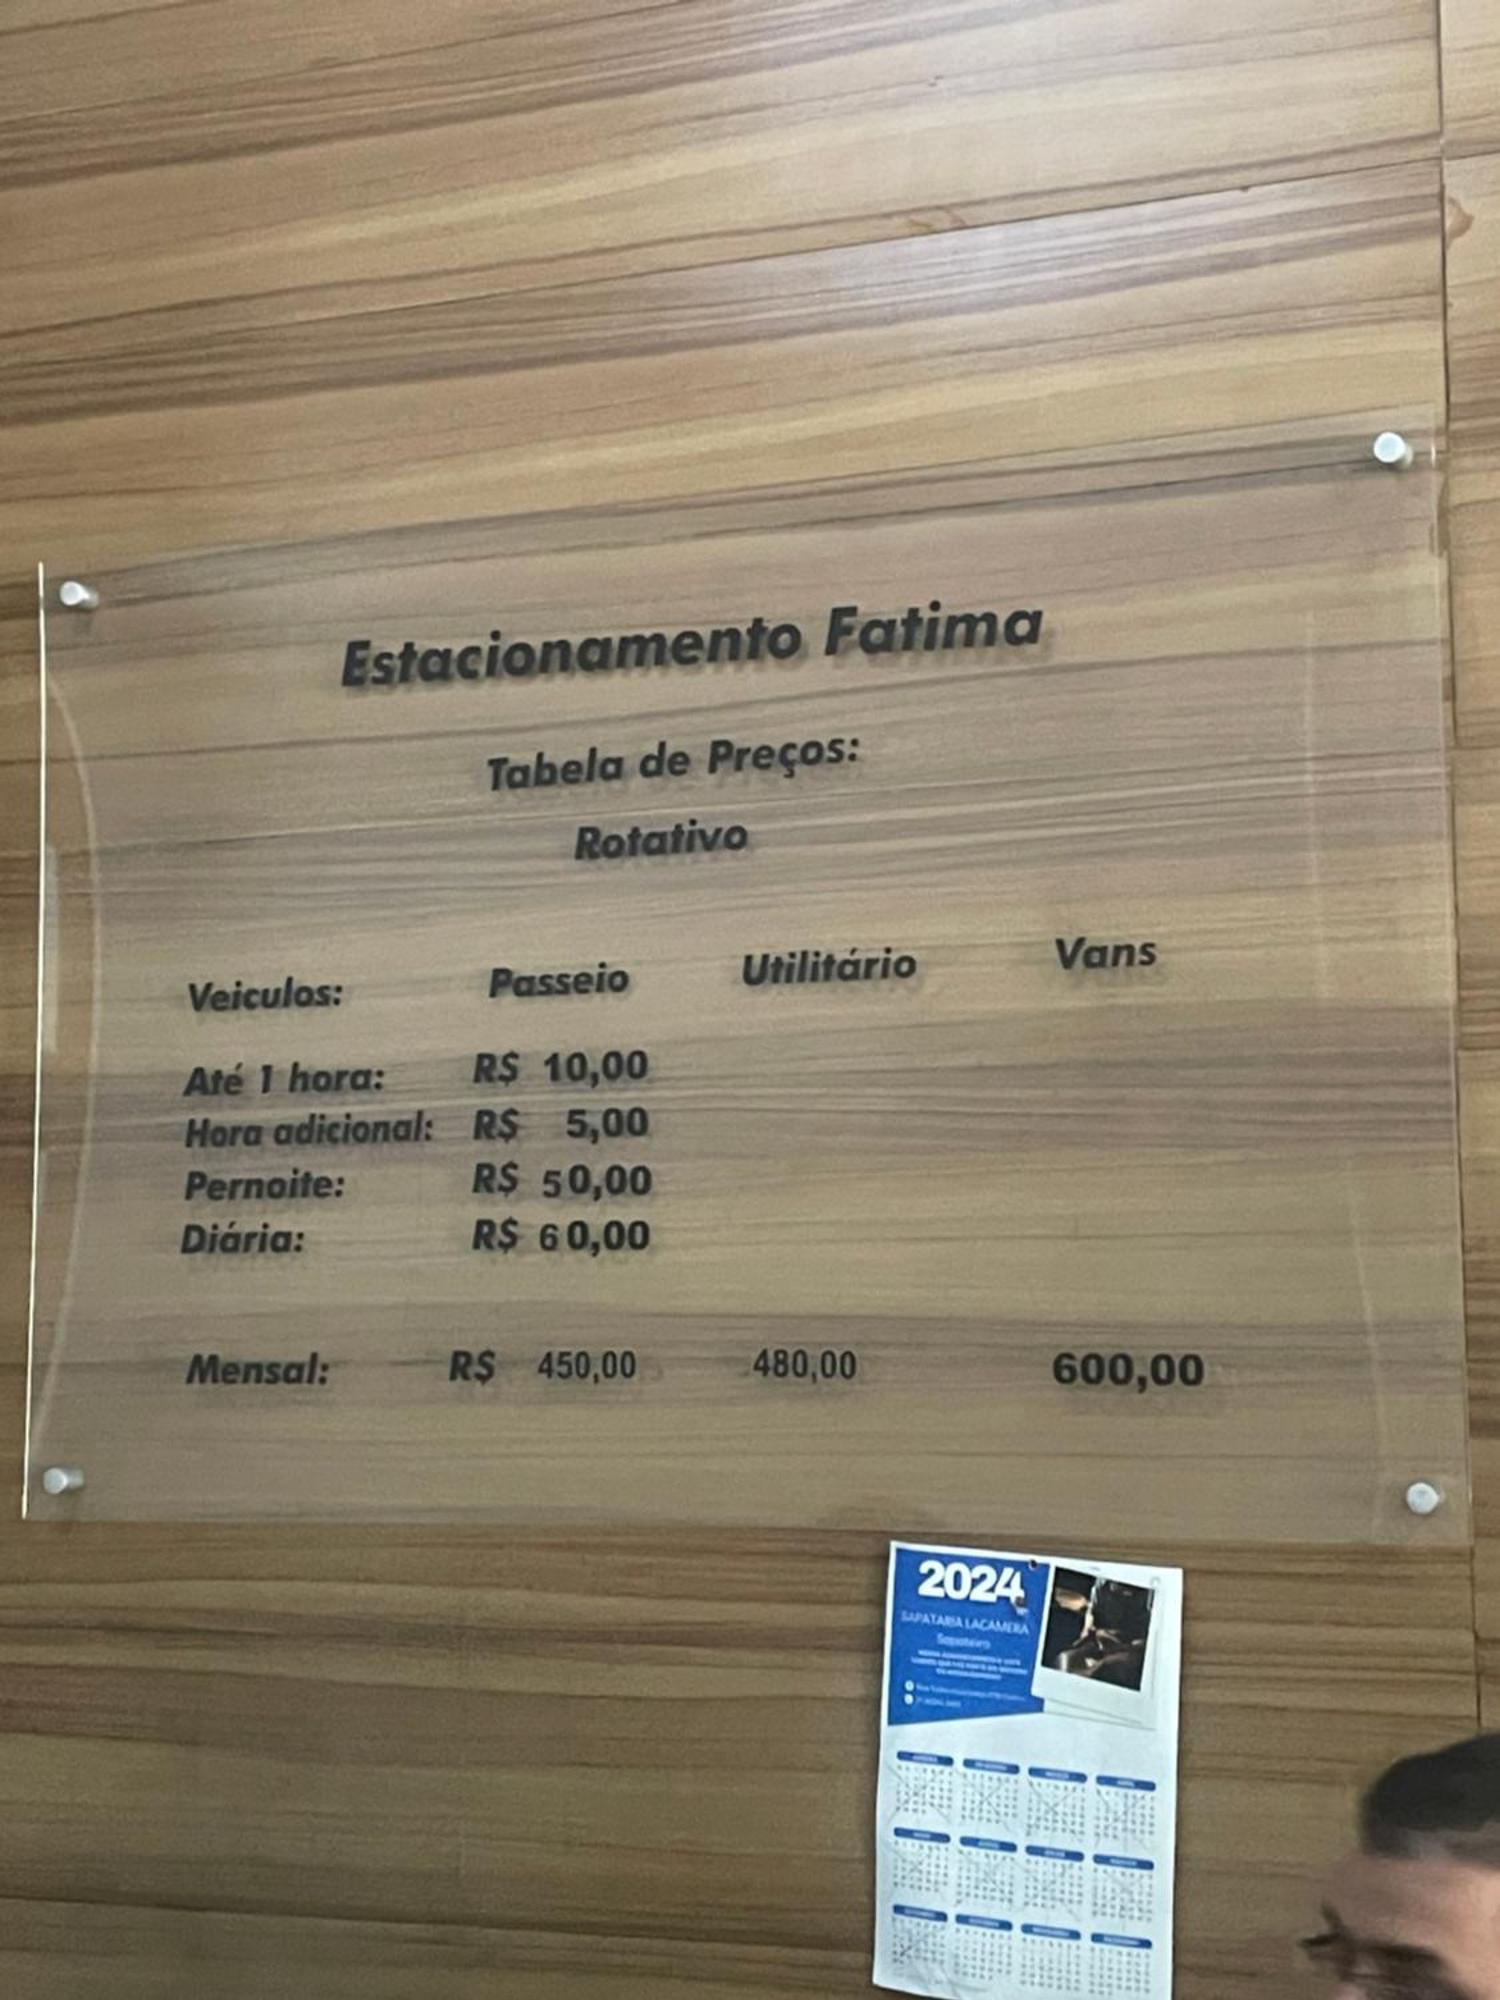 Estacionamento Fatima
Tabela de Preços:
Rotativo
Veiculos: Passeio Utilitário Vans
Até 1 hora: R$ 10,00
Hora adicional: R$ 5,00
Pernoite: R$ 50,00
Diária: R$ 60,00
Mensal: R$ 450,00 480,00 600,00
2024
SAPATARIA LACAMERA
Sapateiro